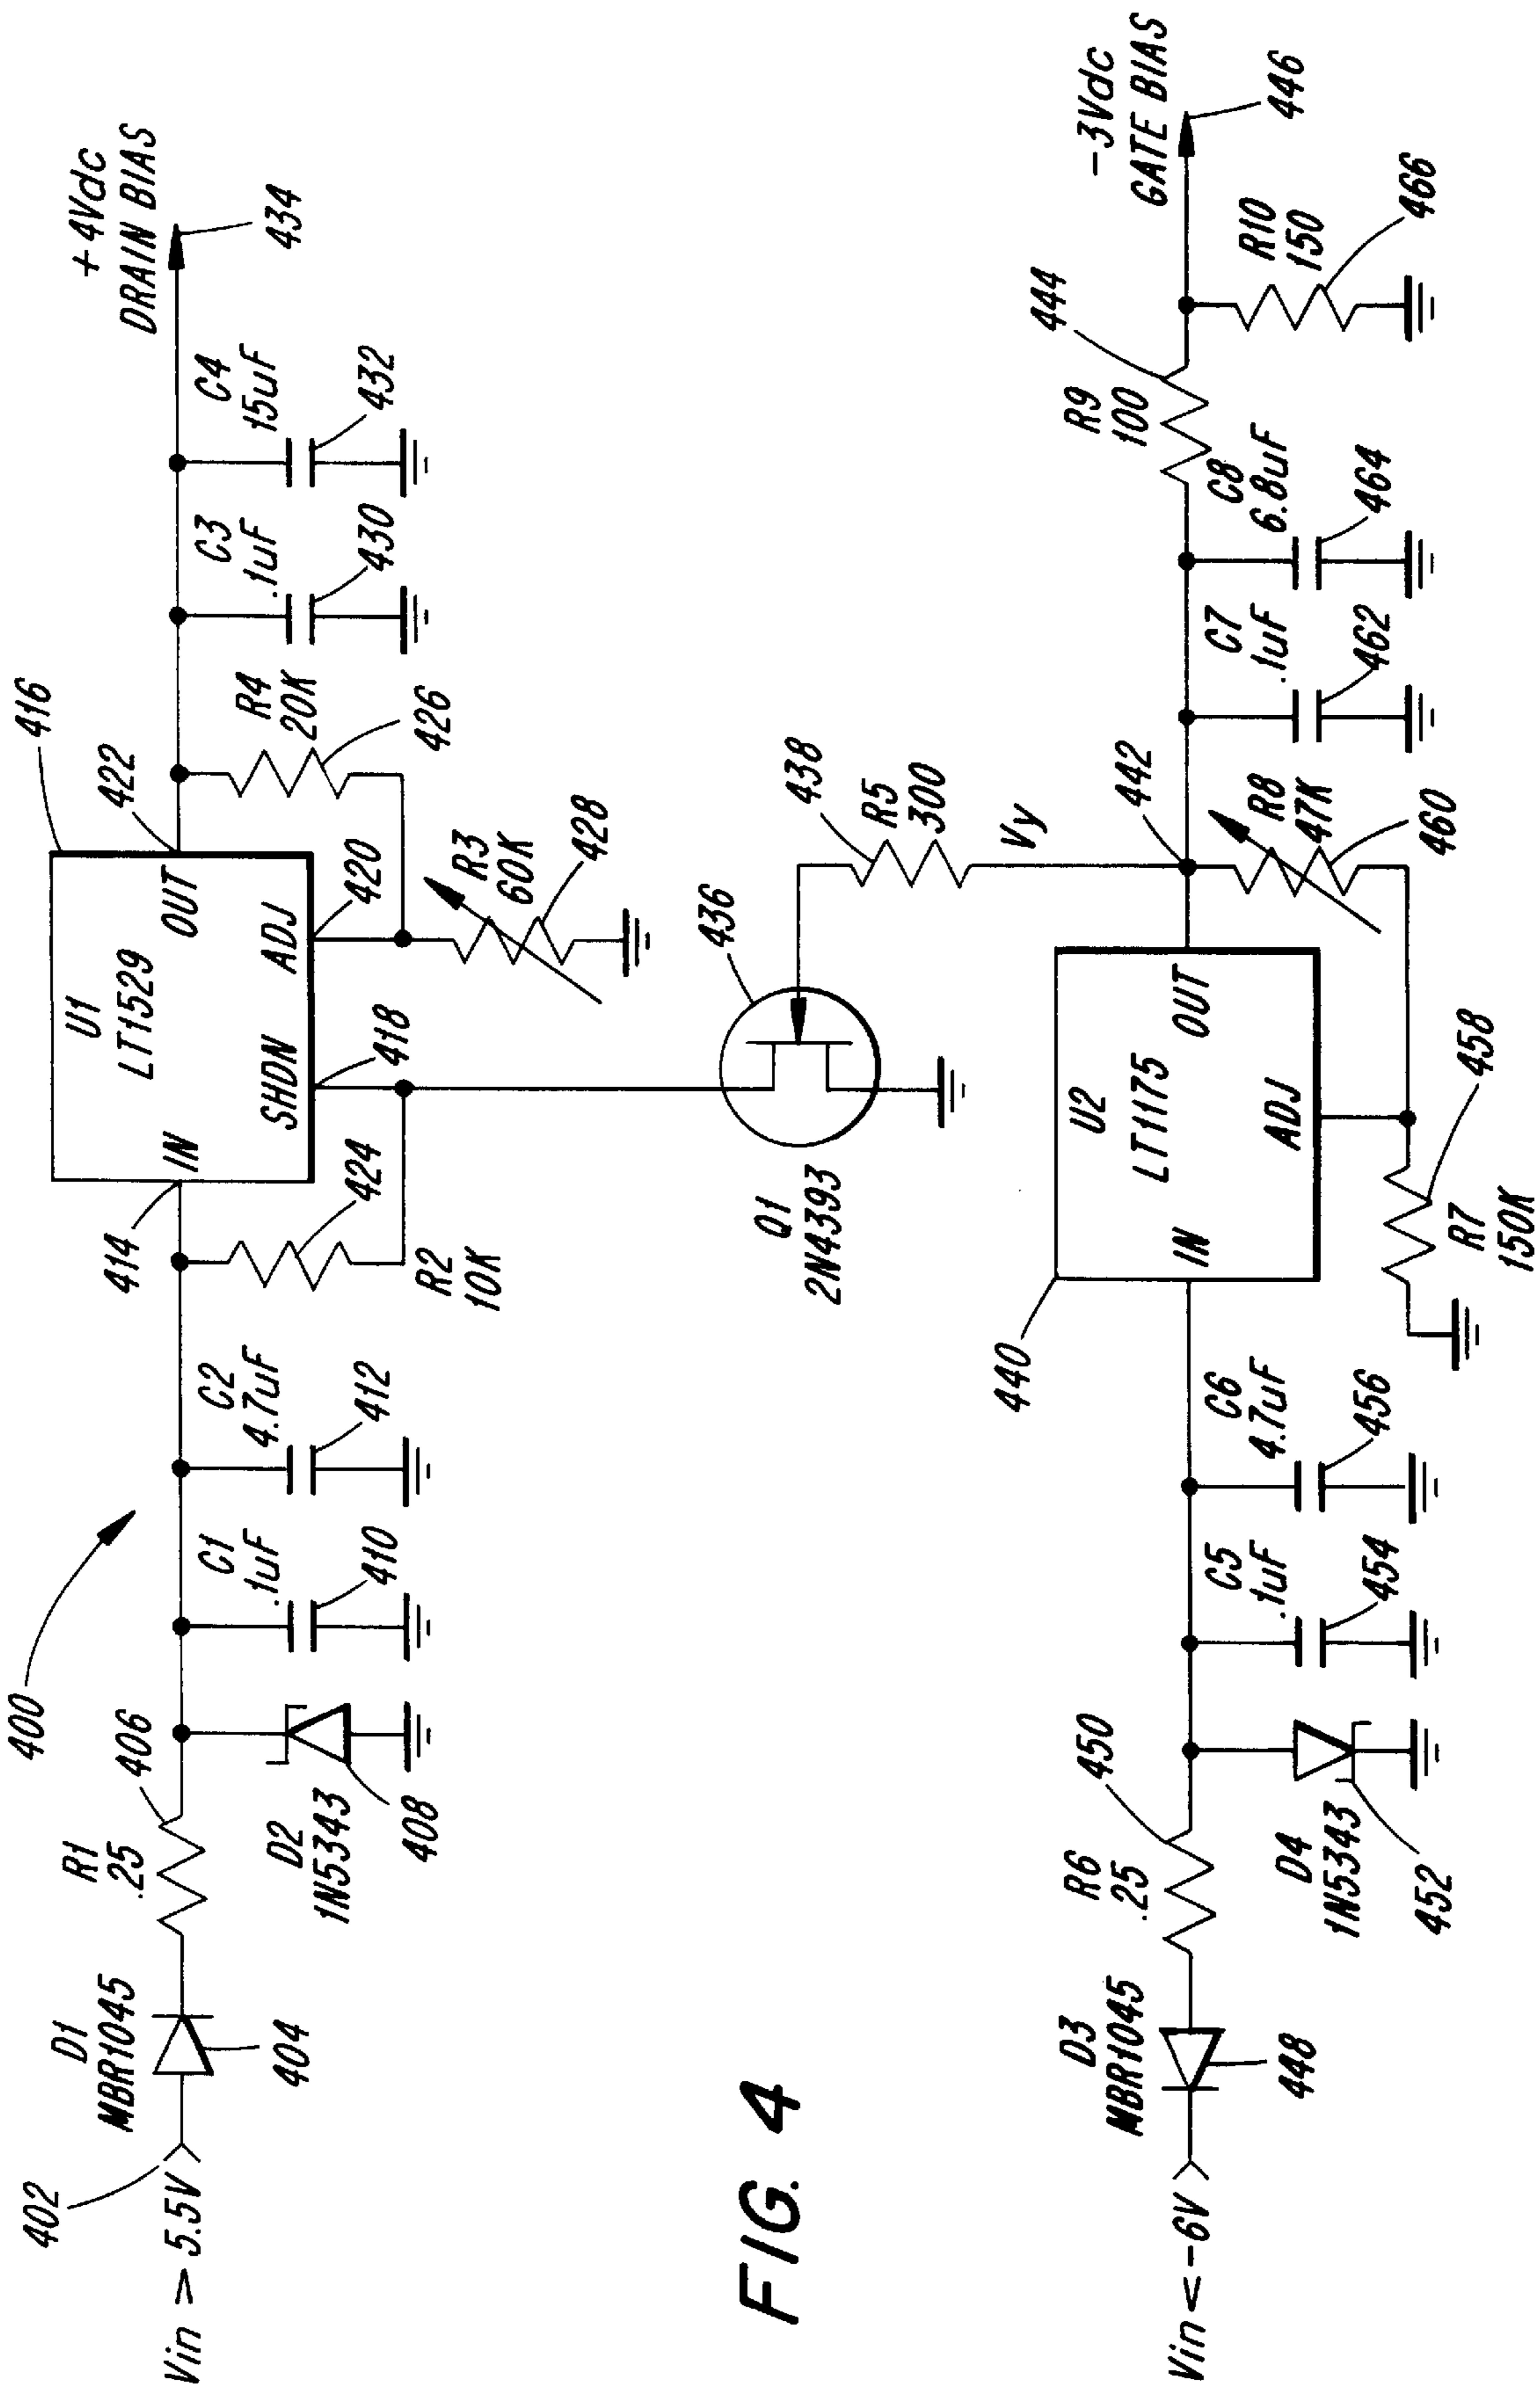 400
402
Vin > 5.5V
D1
MBR1045
404
R1
.25
406
D2
1N5343
408
C1
.1uF
410
C2
4.7uF
412
414
R2
10K
424
U1
LT1529
IN
OUT
SHDN
ADJ
416
418
420
422
R4
20K
426
R3
60K
428
C3
.1uF
430
C4
15uF
432
+4Vdc
DRAIN BIAS
434
Q1
2N4393
436
438
R5
300
Vy
FIG. 4
Vin < -6V
D3
MBR1045
448
R6
.25
450
D4
1N5343
452
C5
.1uF
454
C6
4.7uF
456
440
U2
LT1175
IN
OUT
ADJ
R7
150K
458
442
R8
47K
460
C7
.1uF
462
C8
6.8uF
464
R9
100
444
R10
150
466
-3Vdc
GATE BIAS
446